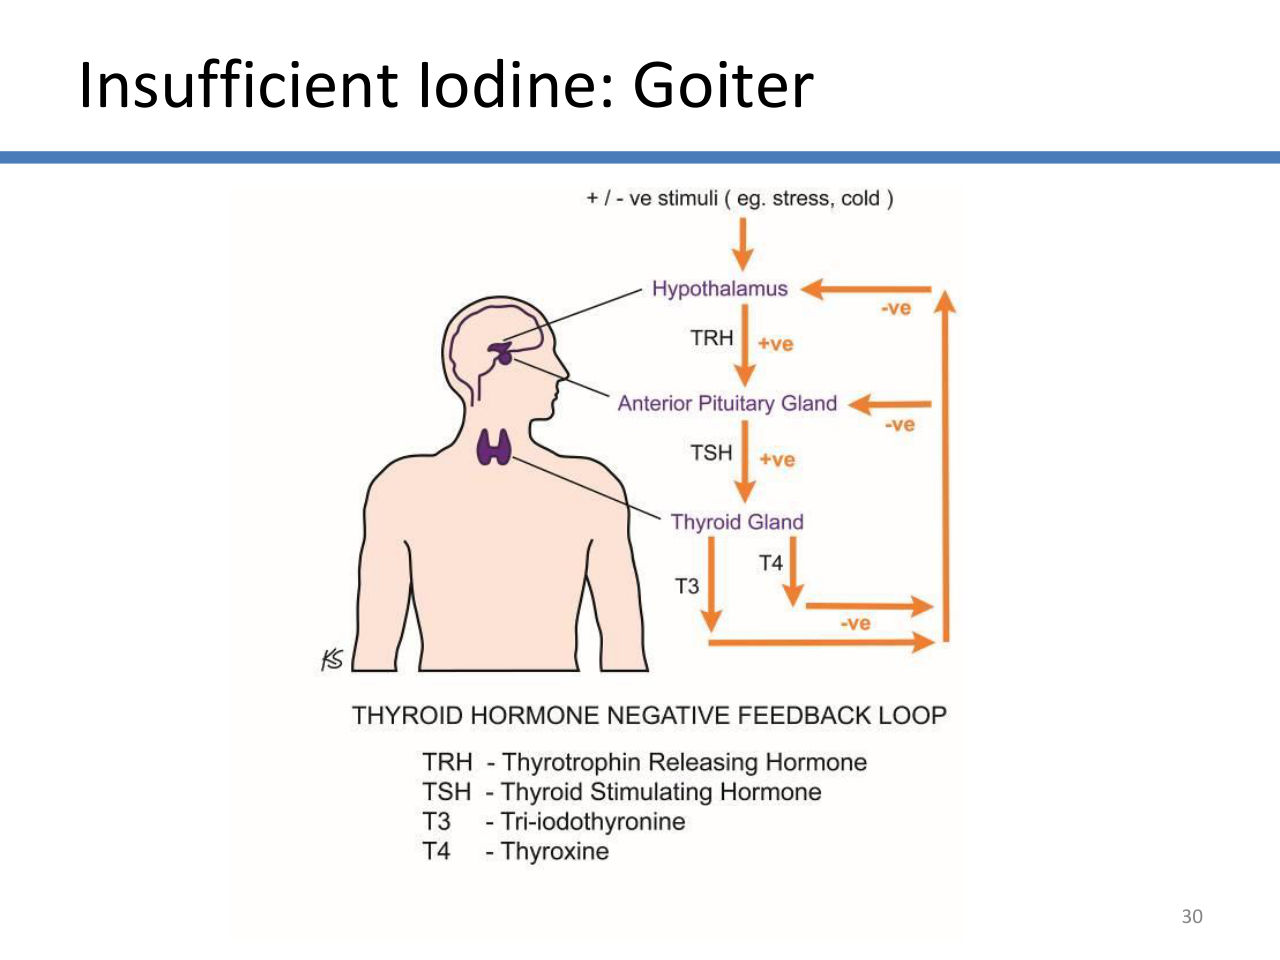 Insufficient Iodine: Goiter
+ / - ve stimuli ( eg. stress, cold )
Hypothalamus
-ve
TRH
+ve
Anterior Pituitary Gland
-ve
TSH
+ve
Thyroid Gland
T4
T3
-ve
KS
THYROID HORMONE NEGATIVE FEEDBACK LOOP
TRH - Thyrotrophin Releasing Hormone
TSH - Thyroid Stimulating Hormone
T3 - Tri-iodothyronine
T4 - Thyroxine
30